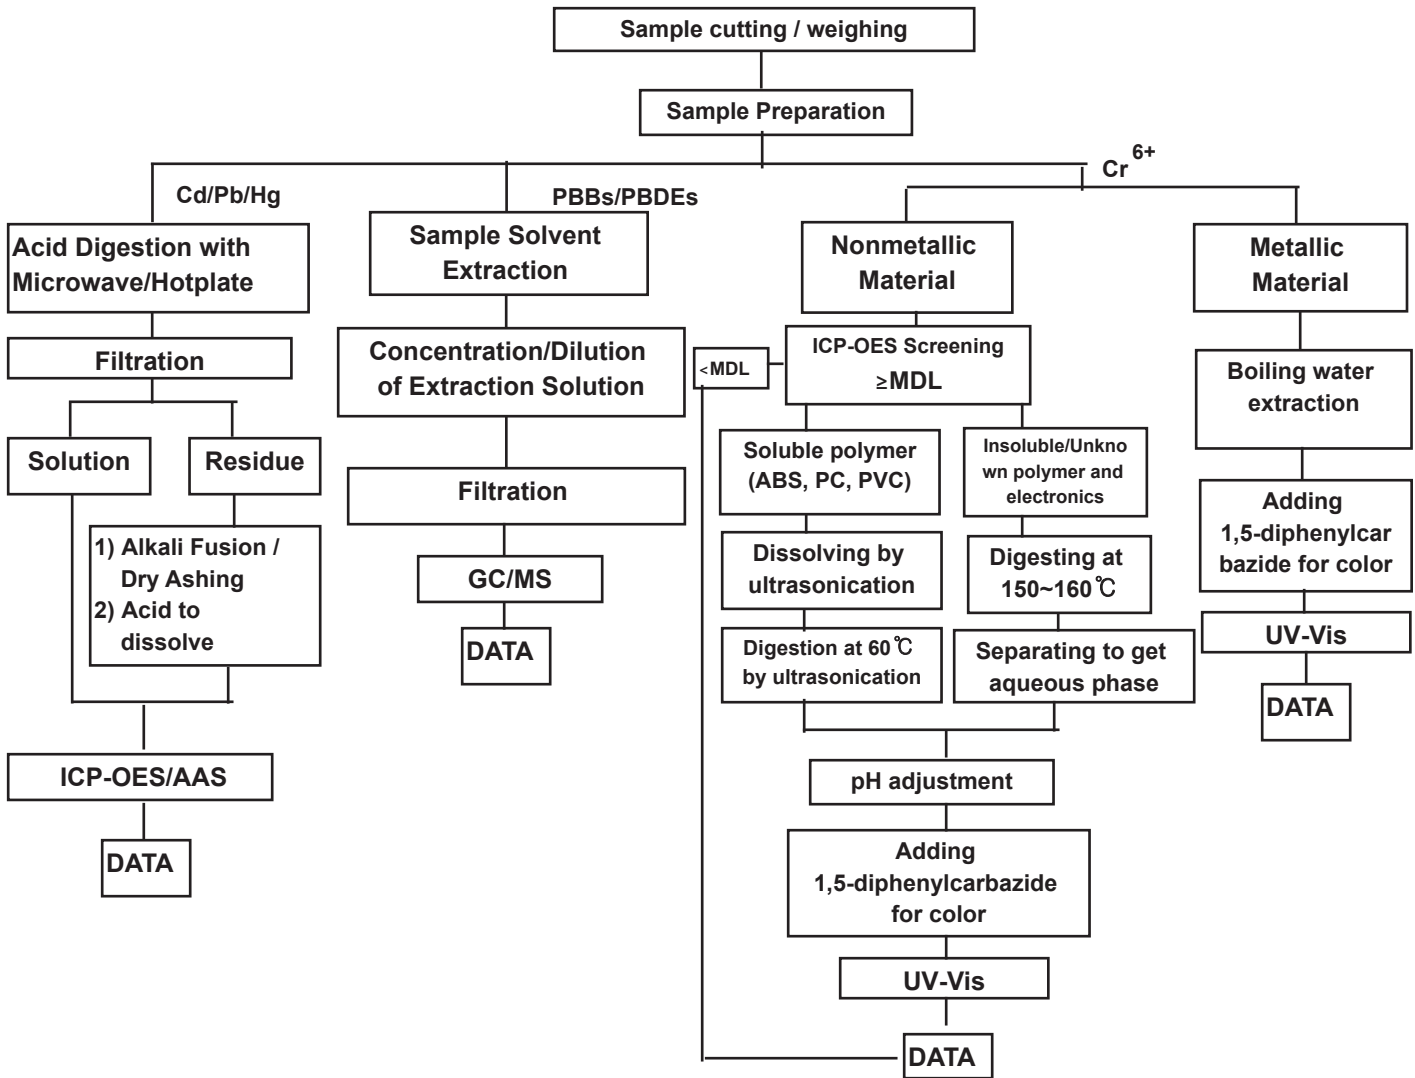 Sample cutting / weighing
Sample Preparation
Cd/Pb/Hg
PBBs/PBDEs
Cr 6+
Acid Digestion with
Microwave/Hotplate
Filtration
Solution
Residue
1) Alkali Fusion /
Dry Ashing
2) Acid to
dissolve
ICP-OES/AAS
DATA
Sample Solvent
Extraction
Concentration/Dilution
of Extraction Solution
Filtration
GC/MS
DATA
Nonmetallic
Material
ICP-OES Screening
≥MDL
<MDL
Soluble polymer
(ABS, PC, PVC)
Dissolving by
ultrasonication
Digestion at 60℃
by ultrasonication
Insoluble/Unkno
wn polymer and
electronics
Digesting at
150~160℃
Separating to get
aqueous phase
pH adjustment
Adding
1,5-diphenylcarbazide
for color
UV-Vis
DATA
Metallic
Material
Boiling water
extraction
Adding
1,5-diphenylcar
bazide for color
UV-Vis
DATA